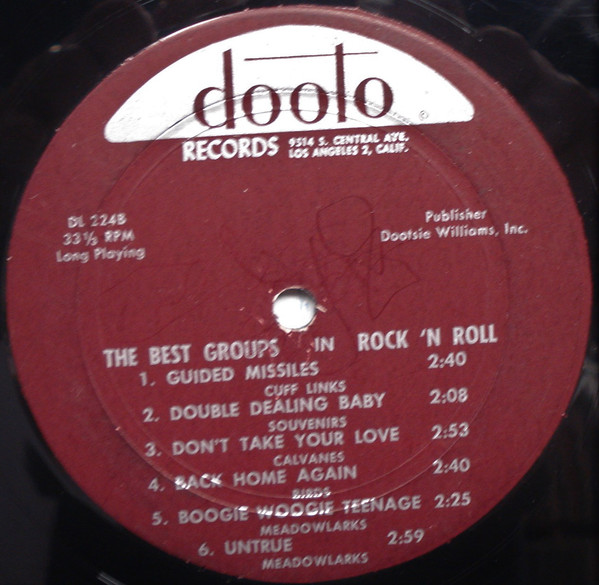 dooto
©
RECORDS 9514 S. CENTRAL AVE.
LOS ANGELES 2, CALIF.
DL 224B
33⅓ RPM
Long Playing
Publisher
Dootsie Williams, Inc.
THE BEST GROUPS IN ROCK 'N ROLL
1. GUIDED MISSILES 2:40
CUFF LINKS
2. DOUBLE DEALING BABY 2:08
SOUVENIRS
3. DON'T TAKE YOUR LOVE 2:53
CALVANES
4. BACK HOME AGAIN 2:40
BIRDS
5. BOOGIE WOOGIE TEENAGE 2:25
MEADOWLARKS
6. UNTRUE 2:59
MEADOWLARKS